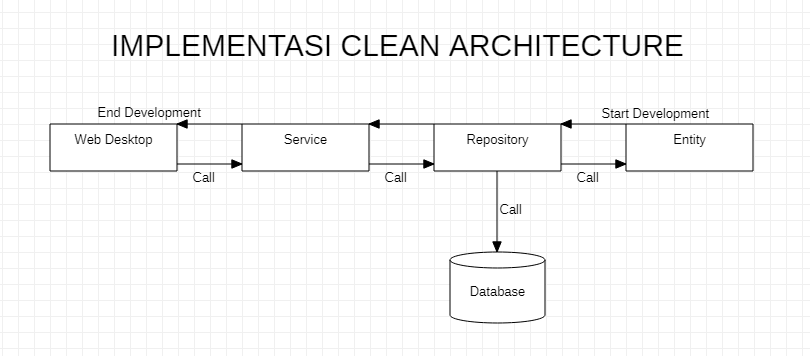 IMPLEMENTASI CLEAN ARCHITECTURE
End Development
Start Development
Web Desktop
Service
Repository
Entity
Call
Call
Call
Call
Database